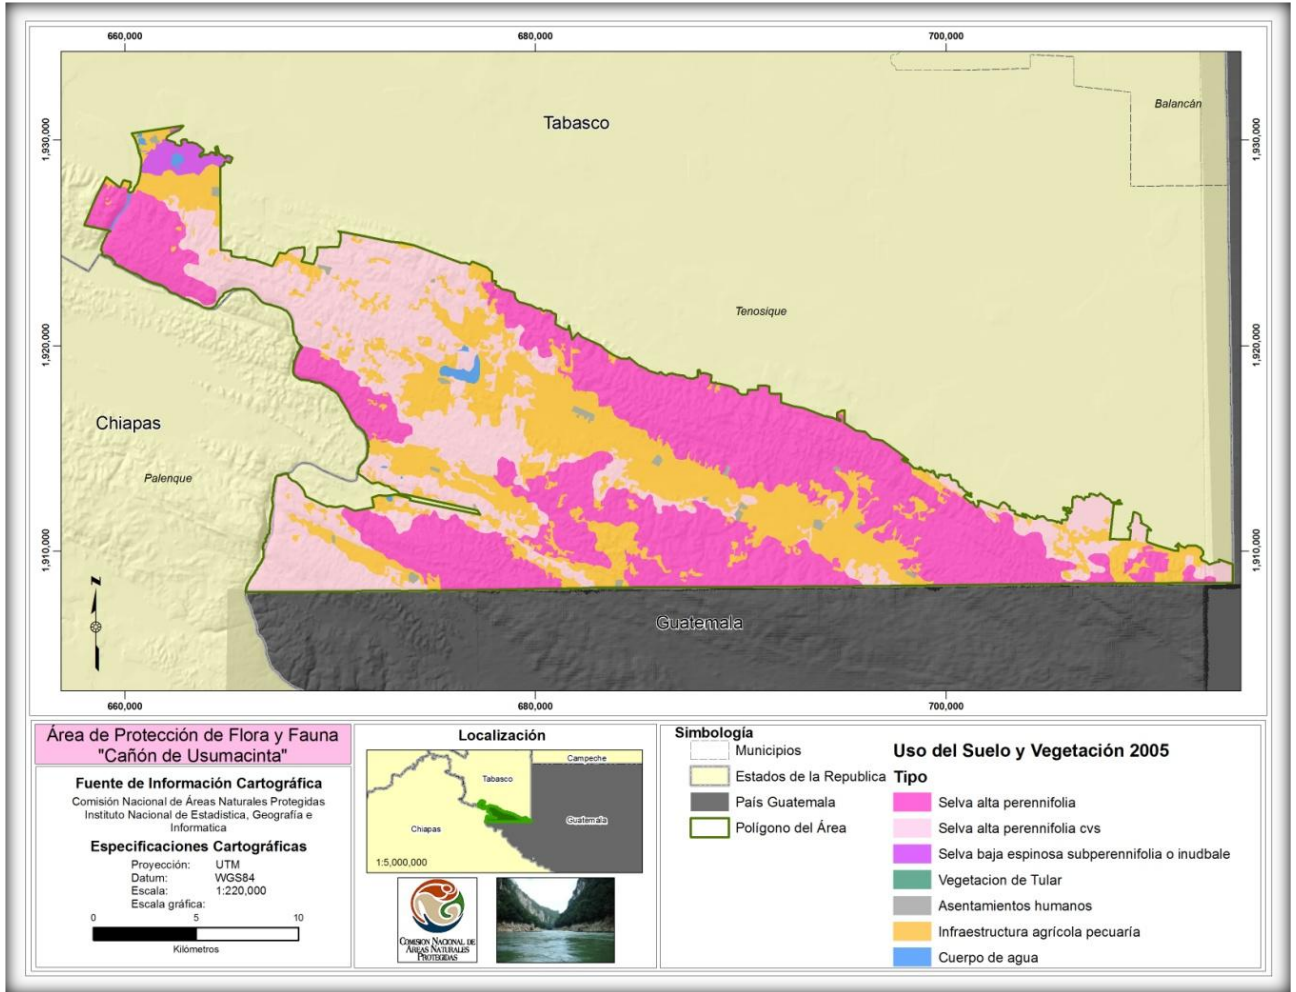 660,000
680,000
700,000
Balancán
Tabasco
1,930,000
1,930,000
Tenosique
1,920,000
1,920,000
Chiapas
Palenque
1,910,000
1,910,000
N
Guatemala
660,000
680,000
700,000
Área de Protección de Flora y Fauna
"Cañón de Usumacinta"
Fuente de Información Cartográfica
Comisión Nacional de Áreas Naturales Protegidas
Instituto Nacional de Estadística, Geografía e
Informatica
Especificaciones Cartográficas
Proyección: UTM
Datum: WGS84
Escala: 1:220,000
Escala gráfica:
0 5 10
Kilómetros
Localización
Campeche
Tabasco
Guatemala
Chiapas
1:5,000,000
COMISION NACIONAL DE
AREAS NATURALES
PROTEGIDAS
Simbología
Municipios
Estados de la Republica
País Guatemala
Polígono del Área
Uso del Suelo y Vegetación 2005
Tipo
Selva alta perennifolia
Selva alta perennifolia cvs
Selva baja espinosa subperennifolia o inudbale
Vegetacion de Tular
Asentamientos humanos
Infraestructura agrícola pecuaría
Cuerpo de agua